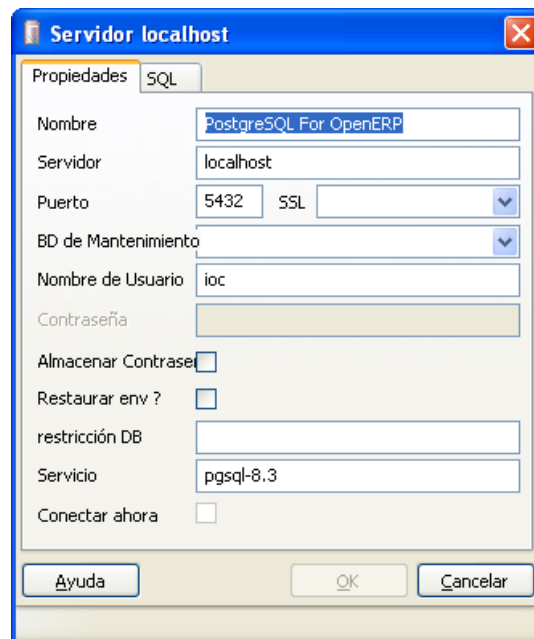 Servidor localhost
Propiedades SQL
Nombre PostgreSQL For OpenERP
Servidor localhost
Puerto 5432 SSL
BD de Mantenimiento
Nombre de Usuario ioc
Contraseña
Almacenar Contraser
Restaurar env ?
restricción DB
Servicio pgsql-8.3
Conectar ahora
Ayuda OK Cancelar